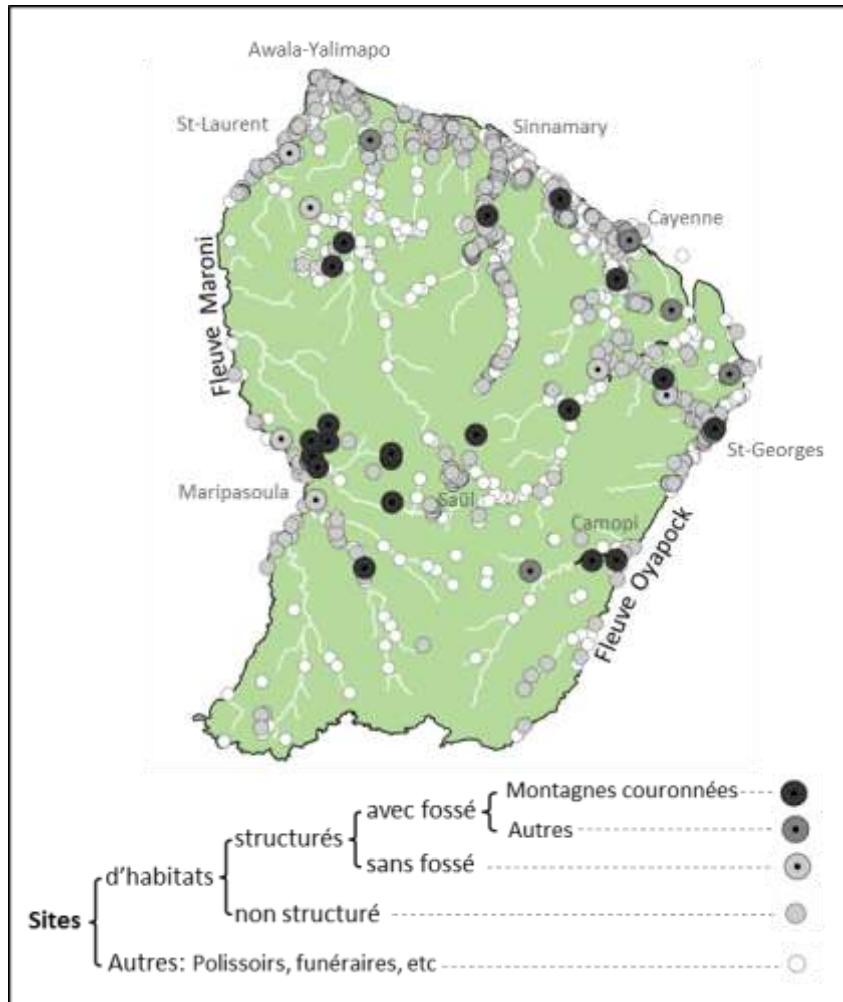 Awala-Yalimapo
St-Laurent
Sinnamary
Cayenne
Fleuve Maroni
St-Georges
Maripasoula
Saül
Camopi
Fleuve Oyapock
Montagnes couronnées
avec fossé
Autres
structurés
sans fossé
d'habitats
Sites
non structuré
Autres: Polissoirs, funéraires, etc